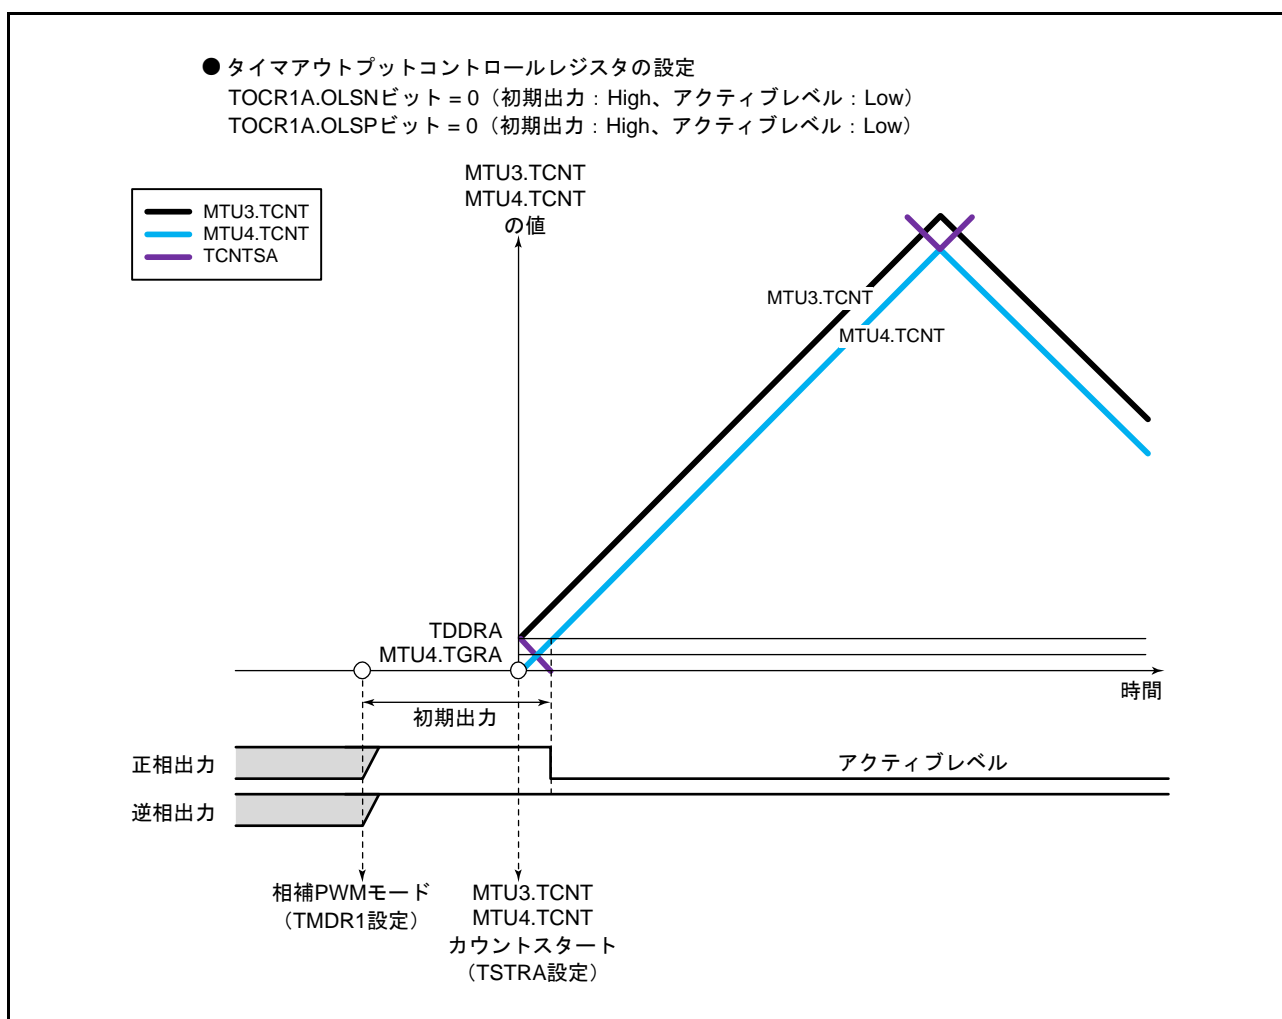 ● タイマアウトプットコントロールレジスタの設定
TOCR1A.OLSNビット = 0（初期出力：High、アクティブレベル：Low）
TOCR1A.OLSPビット = 0（初期出力：High、アクティブレベル：Low）
MTU3.TCNT
MTU4.TCNT
の値
MTU3.TCNT
MTU4.TCNT
TCNTSA
MTU3.TCNT
MTU4.TCNT
TDDRA
MTU4.TGRA
時間
初期出力
正相出力
アクティブレベル
逆相出力
相補PWMモード
（TMDR1設定）
MTU3.TCNT
MTU4.TCNT
カウントスタート
（TSTRA設定）